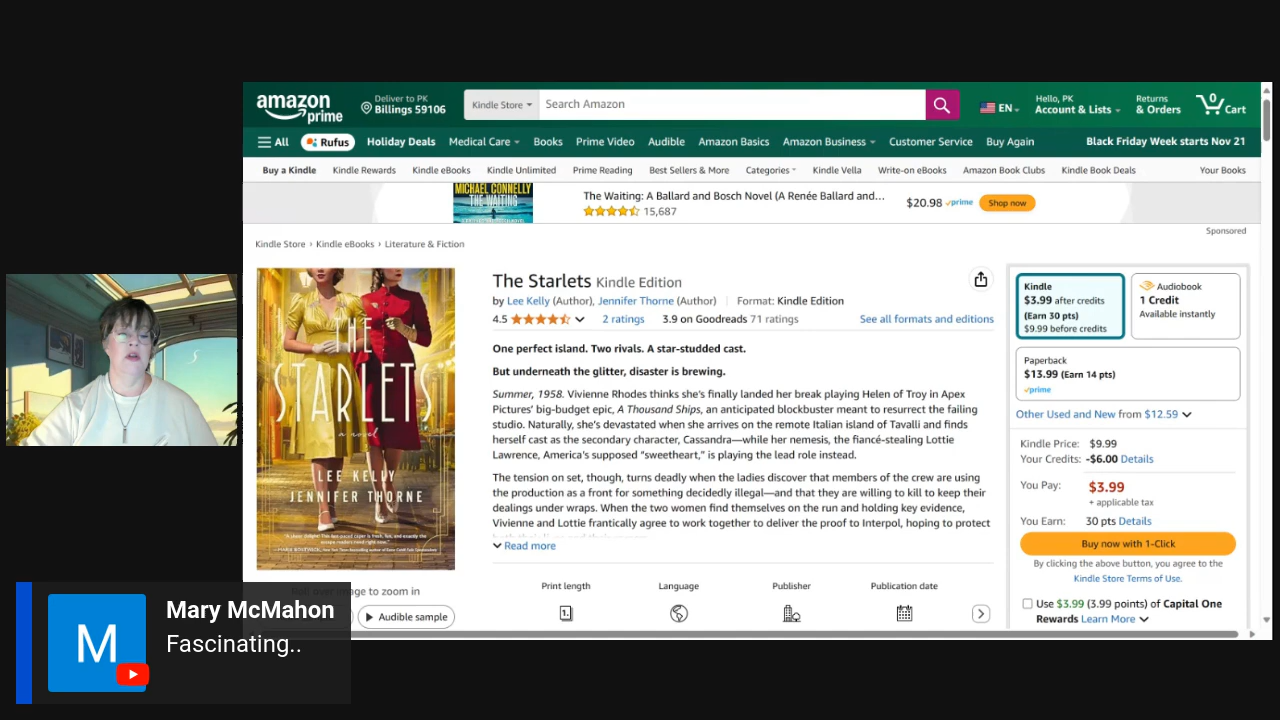 amazon
prime
Deliver to PK
Billings 59106
Kindle Store
Search Amazon
EN
Hello, PK
Account & Lists
Returns
& Orders
0
Cart
All
Rufus
Holiday Deals
Medical Care
Books
Prime Video
Audible
Amazon Basics
Amazon Business
Customer Service
Buy Again
Black Friday Week starts Nov 21
Buy a Kindle
Kindle Rewards
Kindle eBooks
Kindle Unlimited
Prime Reading
Best Sellers & More
Categories
Kindle Vella
Write-on eBooks
Amazon Book Clubs
Kindle Book Deals
Your Books
MICHAEL CONNELLY
THE WAITING
The Waiting: A Ballard and Bosch Novel (A Renée Ballard and…
15,687
$20.98 prime
Shop now
Sponsored
Kindle Store › Kindle eBooks › Literature & Fiction
THE
STARLETS
a novel
LEE KELLY
JENNIFER THORNE
The Starlets Kindle Edition
by Lee Kelly (Author), Jennifer Thorne (Author) Format: Kindle Edition
4.5 2 ratings 3.9 on Goodreads 71 ratings
See all formats and editions
One perfect island. Two rivals. A star-studded cast.
But underneath the glitter, disaster is brewing.
Summer, 1958. Vivienne Rhodes thinks she's finally landed her break playing Helen of Troy in Apex
Pictures' big-budget epic, A Thousand Ships, an anticipated blockbuster meant to resurrect the failing
studio. Naturally, she's devastated when she arrives on the remote Italian island of Tavalli and finds
herself cast as the secondary character, Cassandra—while her nemesis, the fiancé-stealing Lottie
Lawrence, America's supposed "sweetheart," is playing the lead role instead.
The tension on set, though, turns deadly when the ladies discover that members of the crew are using
the production as a front for something decidedly illegal—and that they are willing to kill to keep their
dealings under wraps. When the two women find themselves on the run and holding key evidence,
Vivienne and Lottie frantically agree to work together to deliver the proof to Interpol, hoping to protect
Read more
Print length
Language
Publisher
Publication date
Kindle
$3.99 after credits
(Earn 30 pts)
$9.99 before credits
Audiobook
1 Credit
Available instantly
Paperback
$13.99 (Earn 14 pts)
prime
Other Used and New from $12.59
Kindle Price: $9.99
Your Credits: -$6.00 Details
You Pay: $3.99
+ applicable tax
You Earn: 30 pts Details
Buy now with 1-Click
By clicking the above button, you agree to the
Kindle Store Terms of Use.
Use $3.99 (3.99 points) of Capital One
Rewards Learn More
over image to zoom in
Audible sample
M
Mary McMahon
Fascinating..